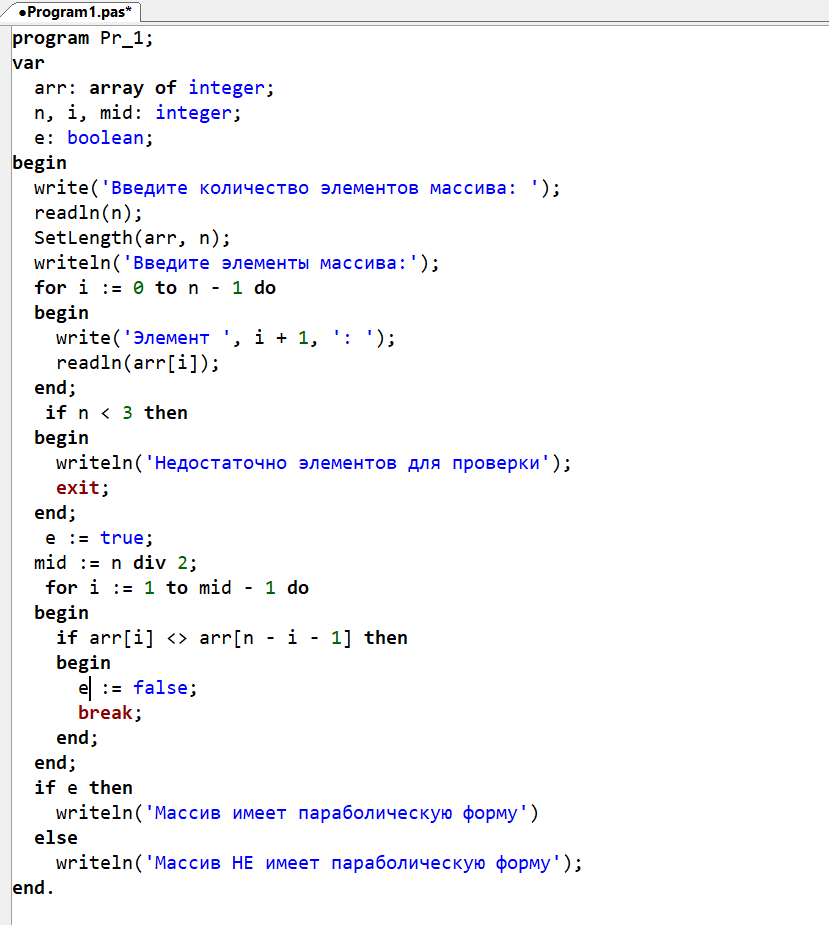 ●Program1.pas*
program Pr_1;
var
  arr: array of integer;
  n, i, mid: integer;
  e: boolean;
begin
  write('Введите количество элементов массива: ');
  readln(n);
  SetLength(arr, n);
  writeln('Введите элементы массива:');
  for i := 0 to n - 1 do
  begin
    write('Элемент ', i + 1, ': ');
    readln(arr[i]);
  end;
   if n < 3 then
  begin
    writeln('Недостаточно элементов для проверки');
    exit;
  end;
   e := true;
  mid := n div 2;
   for i := 1 to mid - 1 do
  begin
    if arr[i] <> arr[n - i - 1] then
    begin
      e := false;
      break;
    end;
  end;
  if e then
    writeln('Массив имеет параболическую форму')
  else
    writeln('Массив НЕ имеет параболическую форму');
end.